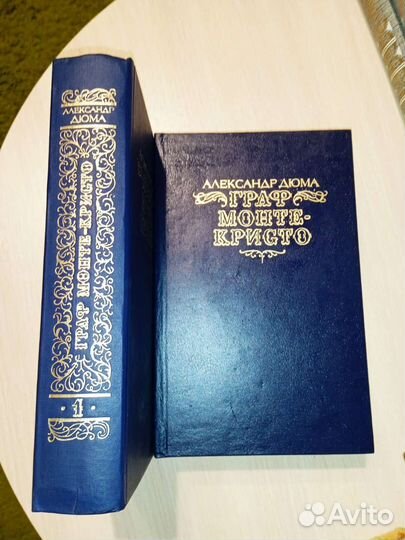 АЛЕКСАНДР
ДЮМА
ГРАФ МОНТЕ-КРИСТО
·1·
АЛЕКСАНДР ДЮМА
ГРАФ
МОНТЕ-
КРИСТО
Avito